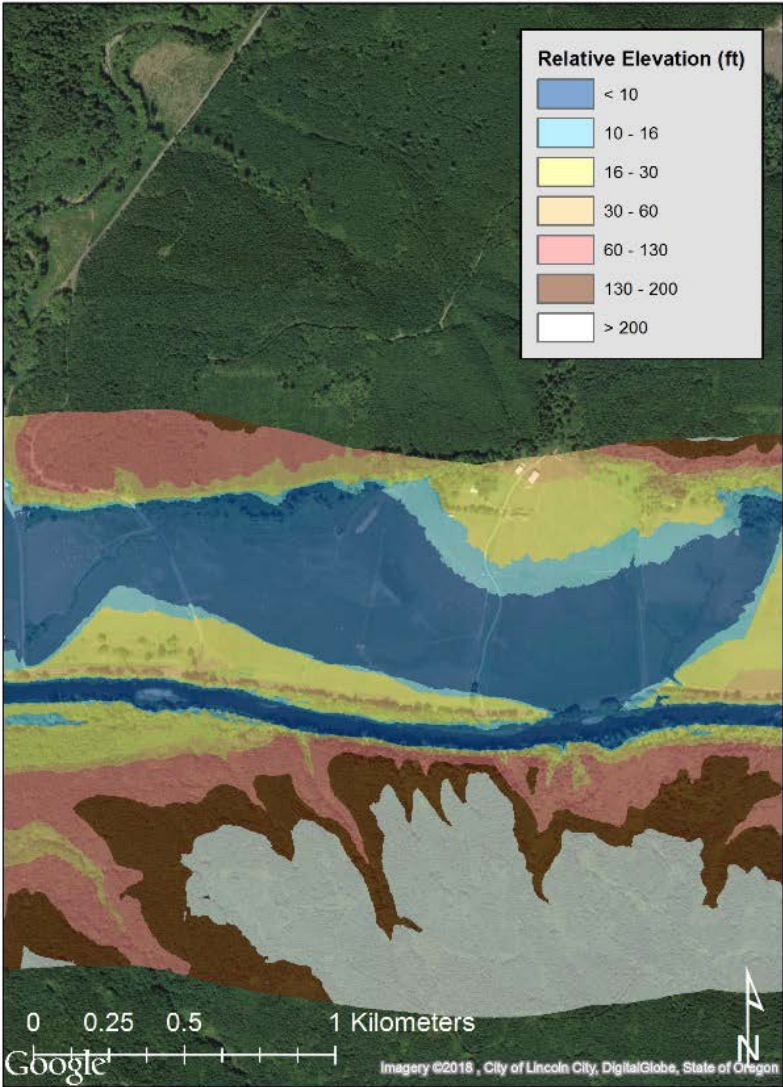 Relative Elevation (ft)
< 10
10 - 16
16 - 30
30 - 60
60 - 130
130 - 200
> 200
0 0.25 0.5 1 Kilometers
N
Google
Imagery ©2018 , City of Lincoln City, DigitalGlobe, State of Oregon